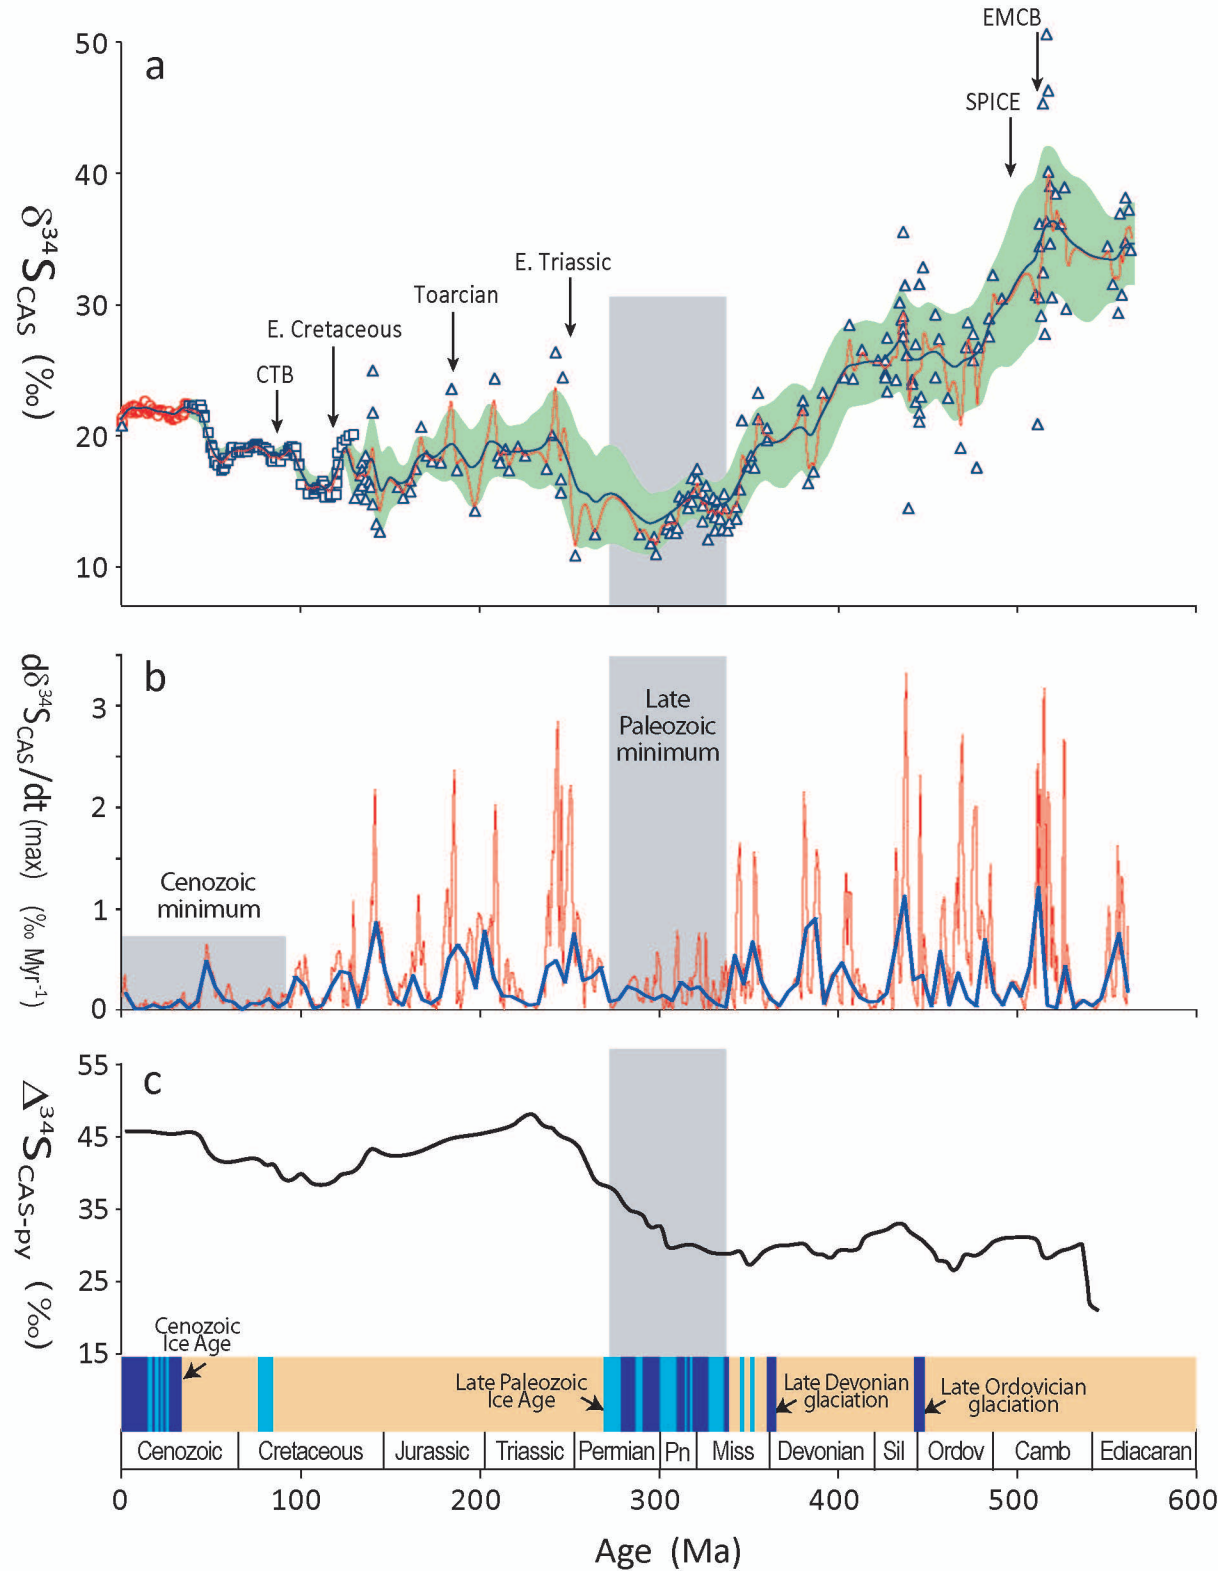 EMCB
SPICE
a
50
40
30
20
10
δ34SCAS (‰)
E. Triassic
Toarcian
E. Cretaceous
CTB
b
3
2
1
0
dδ34SCAS/dt (max) (‰ Myr-1)
Late
Paleozoic
minimum
Cenozoic
minimum
c
55
45
35
25
15
Δ34SCAS-py (‰)
Cenozoic
Ice Age
Late Paleozoic
Ice Age
Late Devonian
glaciation
Late Ordovician
glaciation
Cenozoic Cretaceous Jurassic Triassic Permian Pn Miss Devonian Sil Ordov Camb Ediacaran
0 100 200 300 400 500 600
Age (Ma)